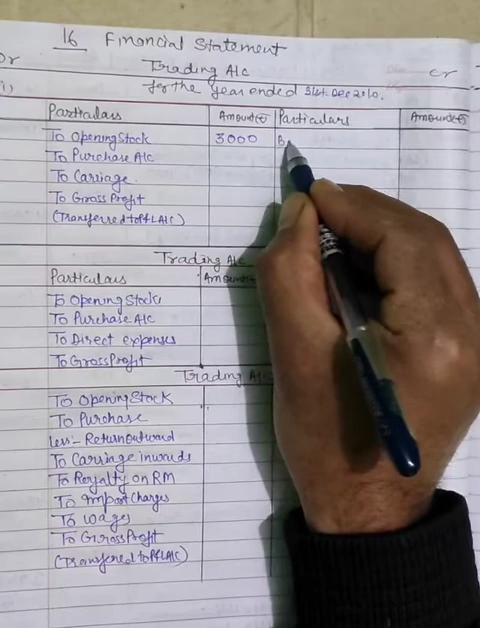 16 Financial Statement
Dr Trading A/c Cr
for the year ended 31st. Dec 2010.
Particulars Amount(₹) Particulars Amount(₹)
To Opening Stock 3000 B
To Purchase A/C
To Carriage.
To Gross Profit
(Transferred to P&L A/C)
Trading A/c
Particulars Amount
To Opening Stock
To Purchase A/C
To Direct expenses
To Gross Profit
Trading A/c
To Opening Stock
To Purchase
Less:- Return outward
To Carriage inwards
To Royalty on RM
To Import Charges
To Wages
To Gross Profit
(Transferred to P&L A/C)